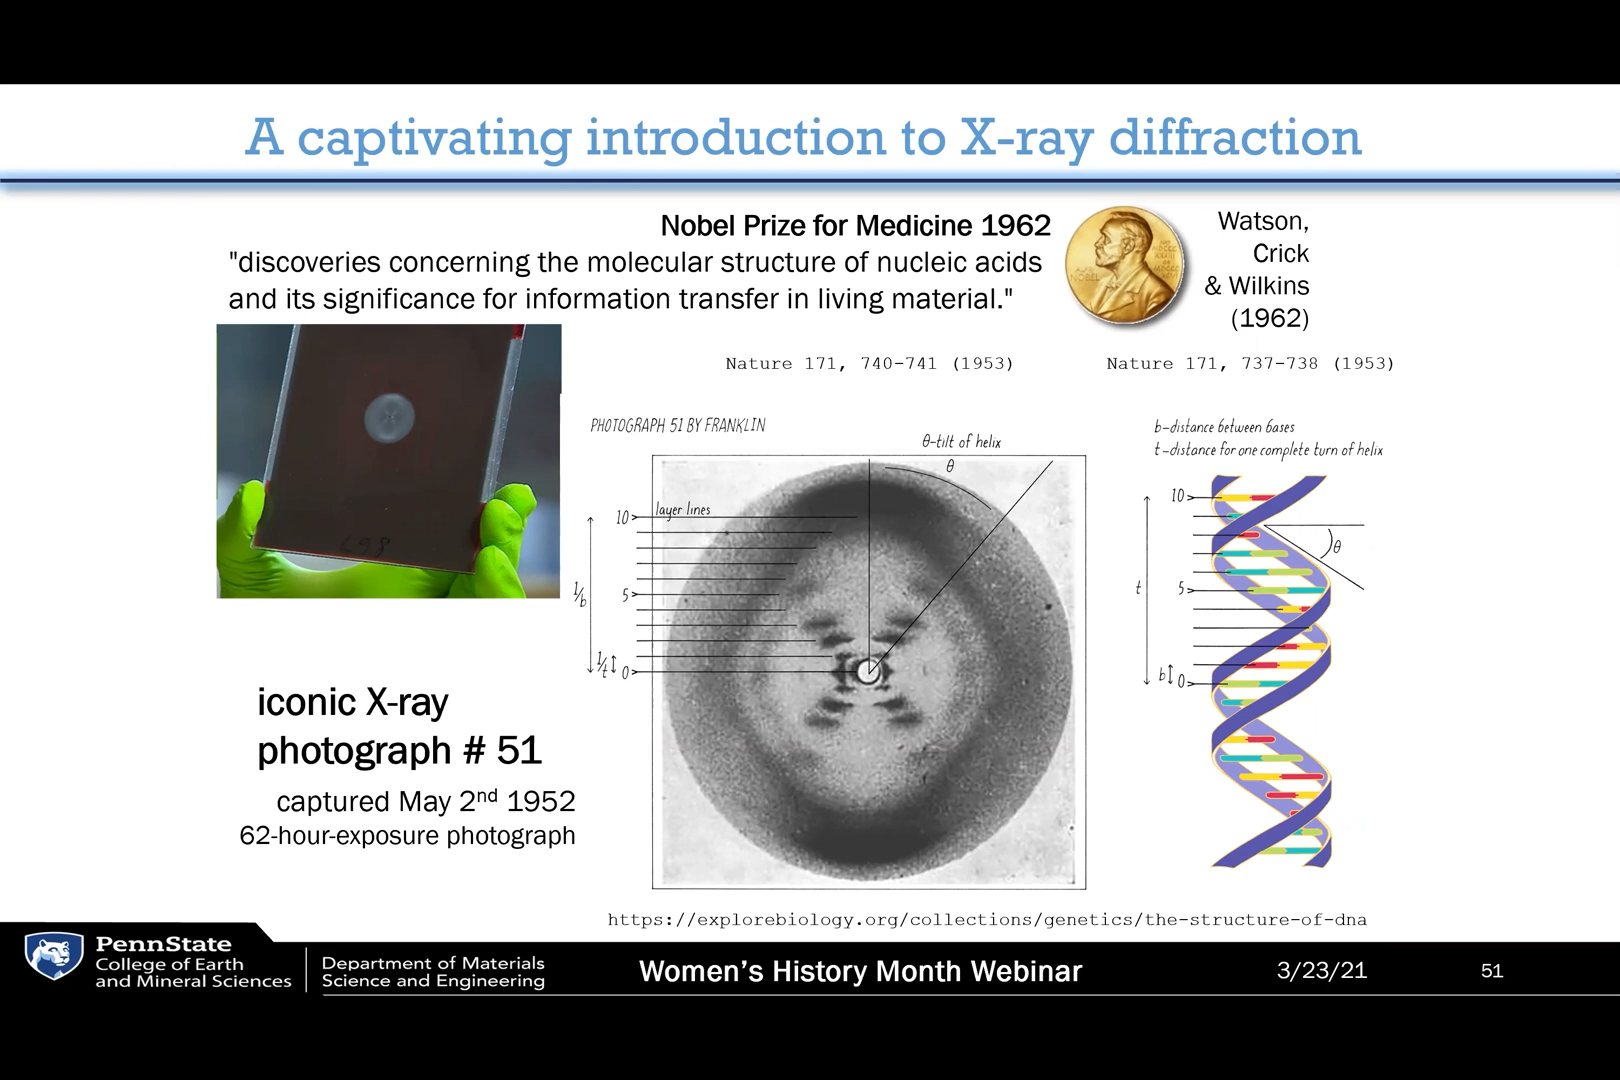 A captivating introduction to X-ray diffraction
Nobel Prize for Medicine 1962
"discoveries concerning the molecular structure of nucleic acids
and its significance for information transfer in living material."
Watson,
Crick
& Wilkins
(1962)
Nature 171, 740-741 (1953)
Nature 171, 737-738 (1953)
PHOTOGRAPH 51 BY FRANKLIN
θ-tilt of helix
θ
layer lines
10
5
0
1/b
1/t
b-distance between bases
t-distance for one complete turn of helix
10
5
0
t
b
θ
iconic X-ray
photograph # 51
captured May 2nd 1952
62-hour-exposure photograph
https://explorebiology.org/collections/genetics/the-structure-of-dna
PennState
College of Earth
and Mineral Sciences
Department of Materials
Science and Engineering
Women's History Month Webinar
3/23/21
51